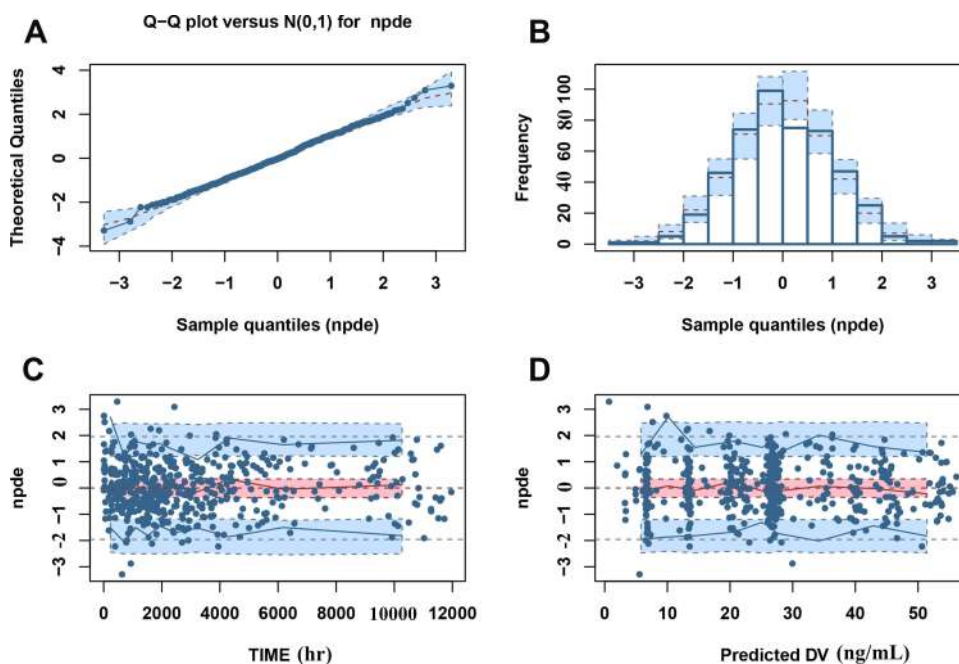 A
Q−Q plot versus N(0,1) for npde
Theoretical Quantiles
4
2
0
−2
−4
−3 −2 −1 0 1 2 3
Sample quantiles (npde)
B
Frequency
100
80
60
40
20
0
−3 −2 −1 0 1 2 3
Sample quantiles (npde)
C
npde
3
2
1
0
−1
−2
−3
0 2000 4000 6000 8000 10000 12000
TIME (hr)
D
npde
3
2
1
0
−1
−2
−3
0 10 20 30 40 50
Predicted DV (ng/mL)